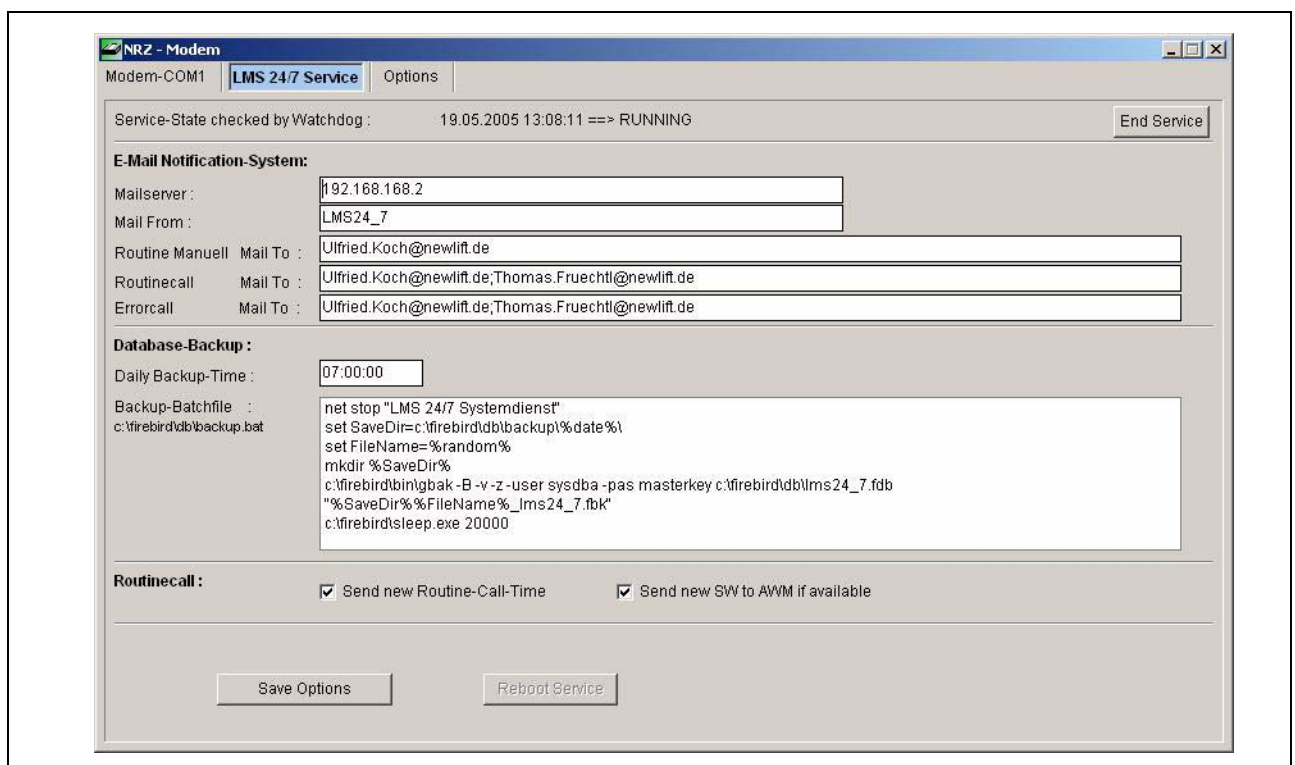 NRZ - Modem
Modem-COM1 LMS 24/7 Service Options
Service-State checked by Watchdog : 19.05.2005 13:08:11 ==> RUNNING End Service
E-Mail Notification-System:
Mailserver : 192.168.168.2
Mail From : LMS24_7
Routine Manuell Mail To : Ulfried.Koch@newlift.de
Routinecall Mail To : Ulfried.Koch@newlift.de;Thomas.Fruechtl@newlift.de
Errorcall Mail To : Ulfried.Koch@newlift.de;Thomas.Fruechtl@newlift.de
Database-Backup :
Daily Backup-Time : 07:00:00
Backup-Batchfile : net stop "LMS 24/7 Systemdienst"
c:\firebird\db\backup.bat set SaveDir=c:\firebird\db\backup\%date%\
set FileName=%random%
mkdir %SaveDir%
c:\firebird\bin\gbak -B -v -z -user sysdba -pas masterkey c:\firebird\db\lms24_7.fdb
"%SaveDir%%FileName%_lms24_7.fbk"
c:\firebird\sleep.exe 20000
Routinecall : Send new Routine-Call-Time Send new SW to AWM if available
Save Options Reboot Service